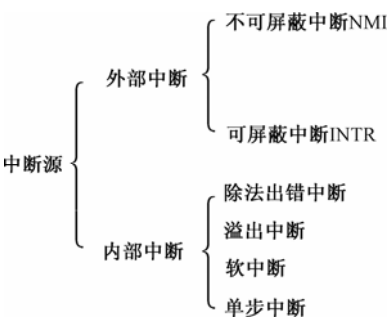 不可屏蔽中断NMI
外部中断
可屏蔽中断INTR
中断源
除法出错中断
溢出中断
内部中断
软中断
单步中断